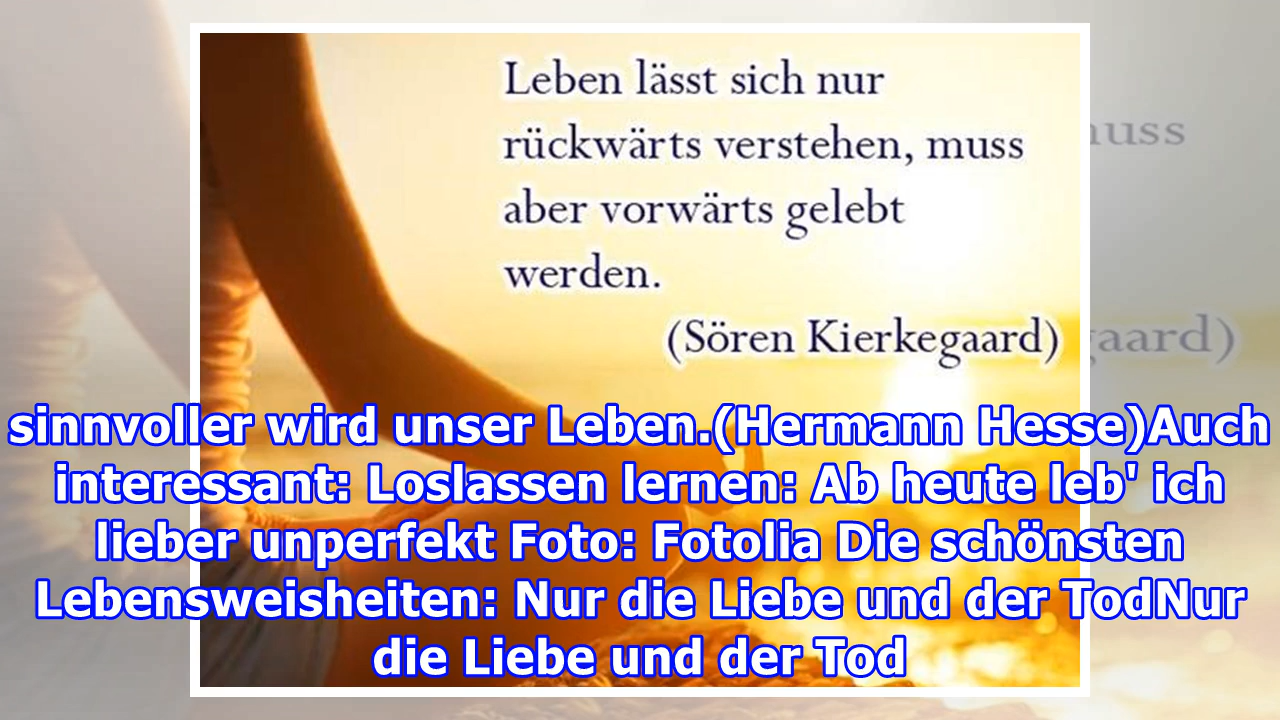 Leben lässt sich nur
rückwärts verstehen, muss
aber vorwärts gelebt
werden.
(Sören Kierkegaard)
muss
gaard)
sinnvoller wird unser Leben.(Hermann Hesse)Auch
interessant: Loslassen lernen: Ab heute leb' ich
lieber unperfekt Foto: Fotolia Die schönsten
Lebensweisheiten: Nur die Liebe und der TodNur
die Liebe und der Tod